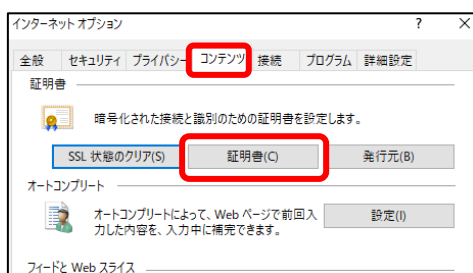 インターネット オプション ? ×
全般 セキュリティ プライバシー コンテンツ 接続 プログラム 詳細設定
証明書
暗号化された接続と識別のための証明書を設定します。
SSL 状態のクリア(S) 証明書(C) 発行元(B)
オートコンプリート
オートコンプリートによって、Web ページで前回入
力した内容を、入力中に補完できます。
設定(I)
フィードと Web スライス